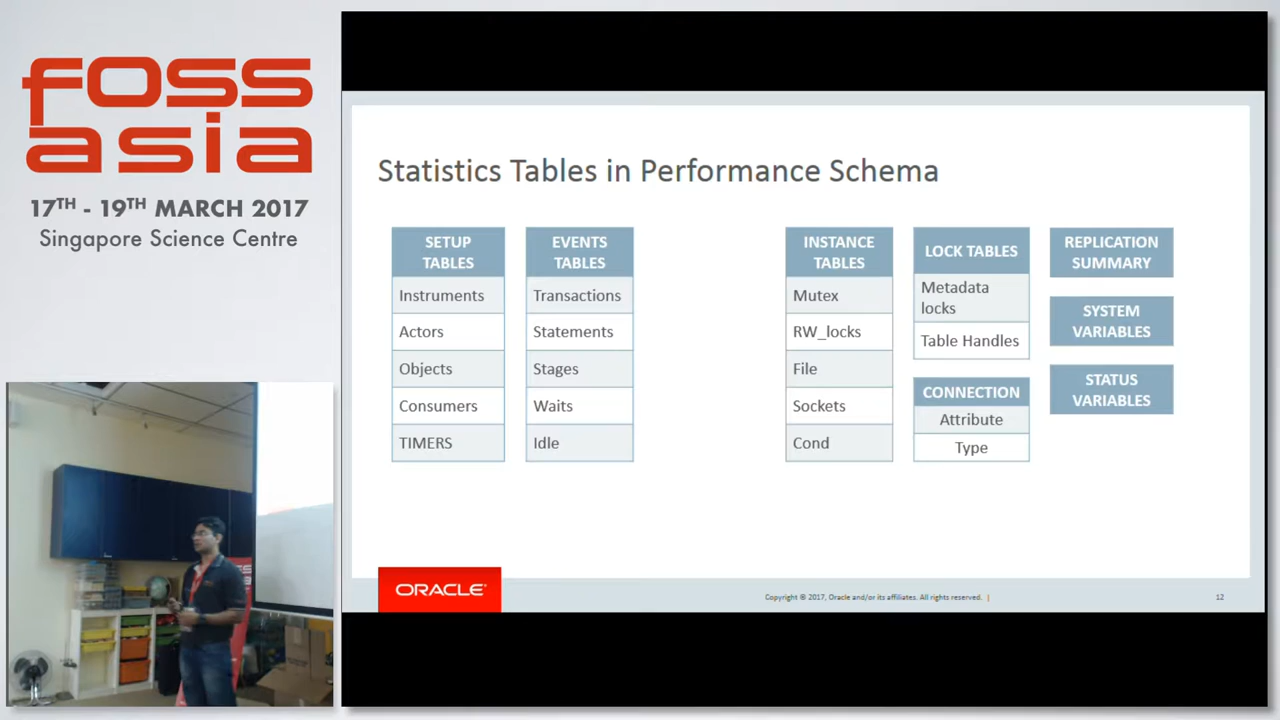 foss
asia
17TH - 19TH MARCH 2017
Singapore Science Centre
Statistics Tables in Performance Schema
SETUP
TABLES
Instruments
Actors
Objects
Consumers
TIMERS
EVENTS
TABLES
Transactions
Statements
Stages
Waits
Idle
INSTANCE
TABLES
Mutex
RW_locks
File
Sockets
Cond
LOCK TABLES
Metadata
locks
Table Handles
CONNECTION
Attribute
Type
REPLICATION
SUMMARY
SYSTEM
VARIABLES
STATUS
VARIABLES
ORACLE®
Copyright © 2017, Oracle and/or its affiliates. All rights reserved. |
12